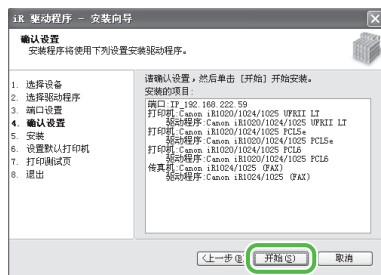 iR 驱动程序 - 安装向导
确认设置
安装程序将使用下列设置安装驱动程序。
1. 选择设备
2. 选择驱动程序
3. 端口设置
4. 确认设置
5. 安装
6. 设置默认打印机
7. 打印测试页
8. 退出
请确认设置，然后单击 [开始] 开始安装。
安装的项目:
端口:IP_192.168.222.59
打印机:Canon iR1020/1024/1025 UFRII LT
驱动程序:Canon iR1020/1024/1025 UFRII LT
打印机:Canon iR1020/1024/1025 PCL5e
驱动程序:Canon iR1020/1024/1025 PCL5e
打印机:Canon iR1020/1024/1025 PCL6
驱动程序:Canon iR1020/1024/1025 PCL6
传真机:Canon iR1024/1025 (FAX)
驱动程序:Canon iR1024/1025 (FAX)
<上一步(B) 开始(S) 取消